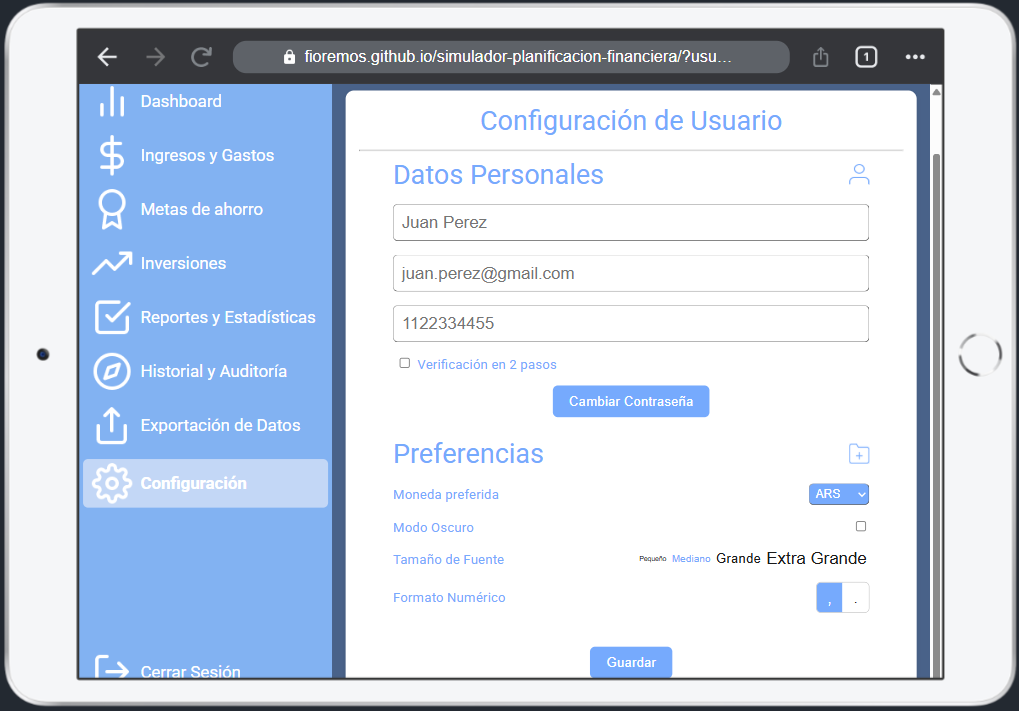 fioremos.github.io/simulador-planificacion-financiera/?usu...
1
Dashboard
Ingresos y Gastos
Metas de ahorro
Inversiones
Reportes y Estadísticas
Historial y Auditoría
Exportación de Datos
Configuración
Cerrar Sesión
Configuración de Usuario
Datos Personales
Juan Perez
juan.perez@gmail.com
1122334455
Verificación en 2 pasos
Cambiar Contraseña
Preferencias
Moneda preferida ARS
Modo Oscuro
Tamaño de Fuente Pequeño Mediano Grande Extra Grande
Formato Numérico , .
Guardar